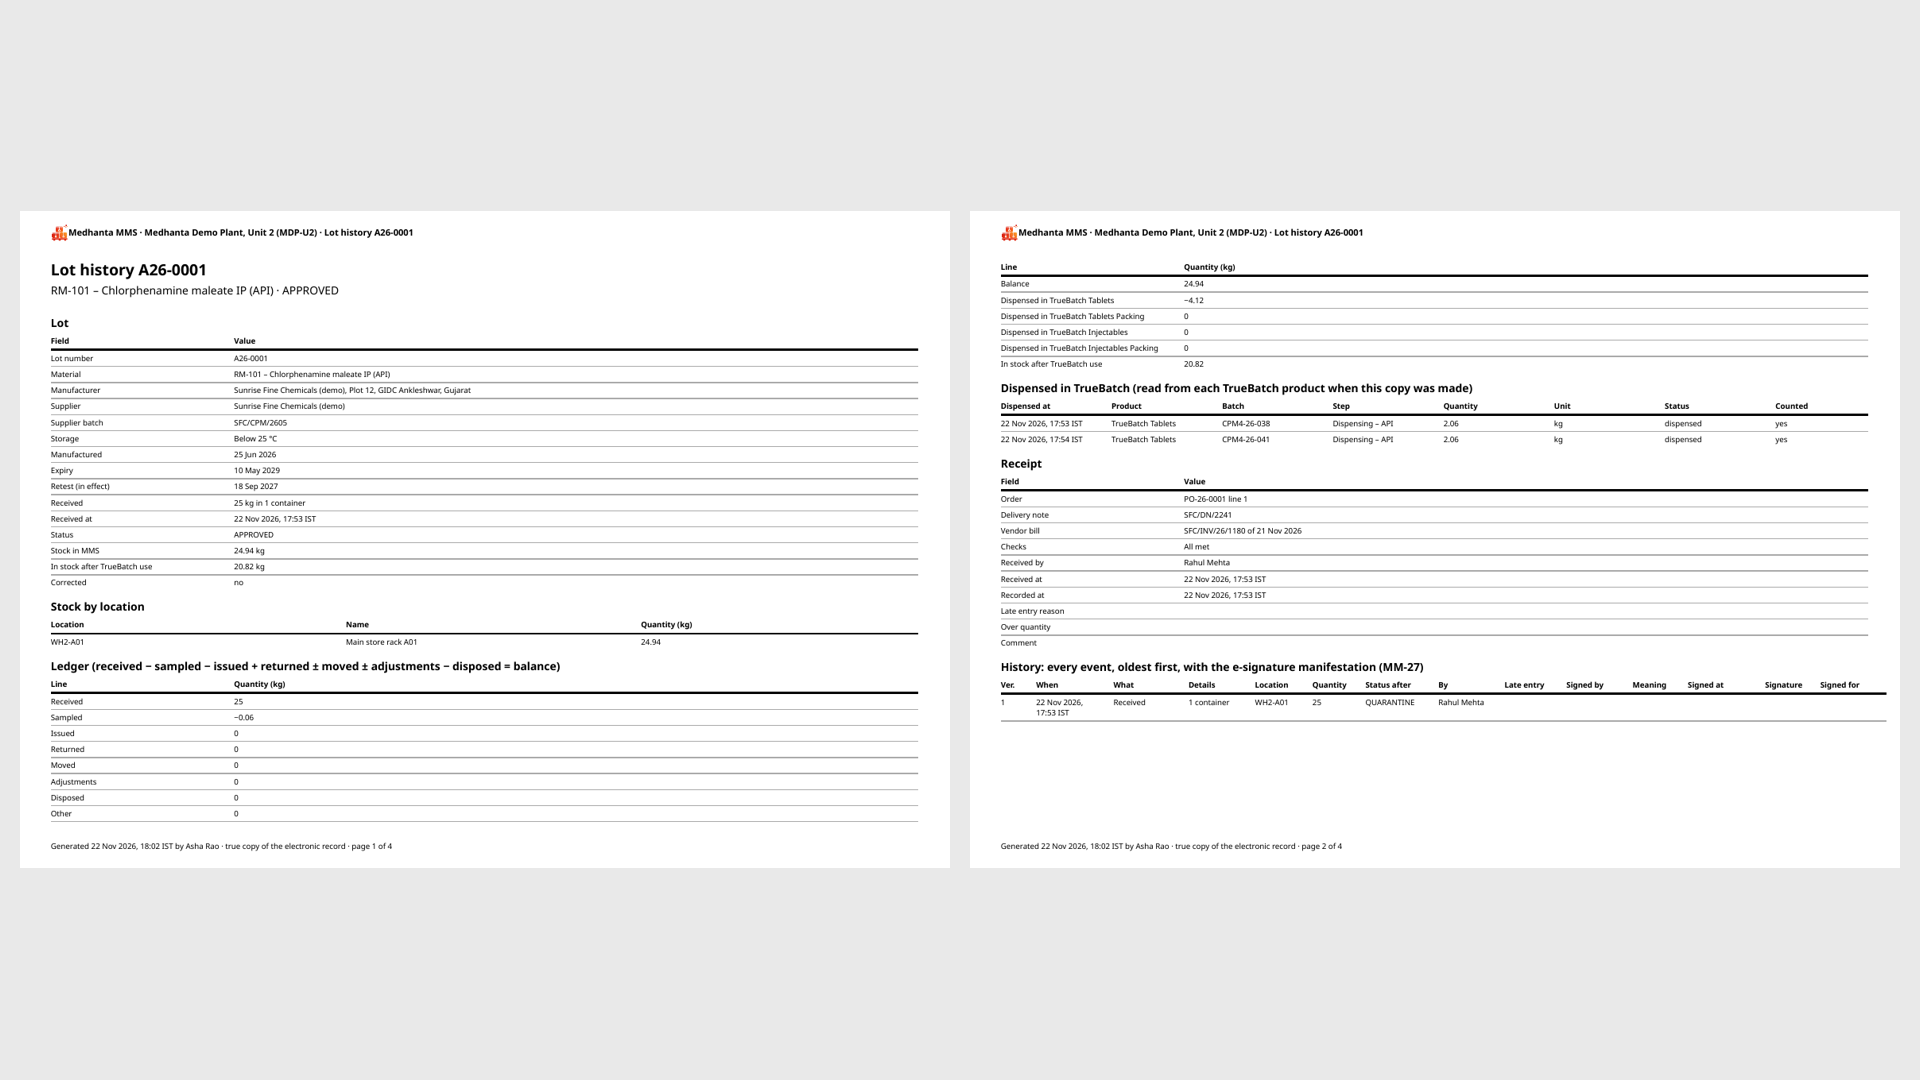 Medhanta MMS · Medhanta Demo Plant, Unit 2 (MDP-U2) · Lot history A26-0001
Lot history A26-0001
RM-101 – Chlorphenamine maleate IP (API) · APPROVED
Lot
Field Value
Lot number A26-0001
Material RM-101 – Chlorphenamine maleate IP (API)
Manufacturer Sunrise Fine Chemicals (demo), Plot 12, GIDC Ankleshwar, Gujarat
Supplier Sunrise Fine Chemicals (demo)
Supplier batch SFC/CPM/2605
Storage Below 25 °C
Manufactured 25 Jun 2026
Expiry 10 May 2029
Retest (in effect) 18 Sep 2027
Received 25 kg in 1 container
Received at 22 Nov 2026, 17:53 IST
Status APPROVED
Stock in MMS 24.94 kg
In stock after TrueBatch use 20.82 kg
Corrected no
Stock by location
Location Name Quantity (kg)
WH2-A01 Main store rack A01 24.94
Ledger (received − sampled − issued + returned ± moved ± adjustments − disposed = balance)
Line Quantity (kg)
Received 25
Sampled −0.06
Issued 0
Returned 0
Moved 0
Adjustments 0
Disposed 0
Other 0
Generated 22 Nov 2026, 18:02 IST by Asha Rao · true copy of the electronic record · page 1 of 4
Medhanta MMS · Medhanta Demo Plant, Unit 2 (MDP-U2) · Lot history A26-0001
Line Quantity (kg)
Balance 24.94
Dispensed in TrueBatch Tablets −4.12
Dispensed in TrueBatch Tablets Packing 0
Dispensed in TrueBatch Injectables 0
Dispensed in TrueBatch Injectables Packing 0
In stock after TrueBatch use 20.82
Dispensed in TrueBatch (read from each TrueBatch product when this copy was made)
Dispensed at Product Batch Step Quantity Unit Status Counted
22 Nov 2026, 17:53 IST TrueBatch Tablets CPM4-26-038 Dispensing – API 2.06 kg dispensed yes
22 Nov 2026, 17:54 IST TrueBatch Tablets CPM4-26-041 Dispensing – API 2.06 kg dispensed yes
Receipt
Field Value
Order PO-26-0001 line 1
Delivery note SFC/DN/2241
Vendor bill SFC/INV/26/1180 of 21 Nov 2026
Checks All met
Received by Rahul Mehta
Received at 22 Nov 2026, 17:53 IST
Recorded at 22 Nov 2026, 17:53 IST
Late entry reason
Over quantity
Comment
History: every event, oldest first, with the e-signature manifestation (MM-27)
Ver. When What Details Location Quantity Status after By Late entry Signed by Meaning Signed at Signature Signed for
1 22 Nov 2026, Received 1 container WH2-A01 25 QUARANTINE Rahul Mehta
17:53 IST
Generated 22 Nov 2026, 18:02 IST by Asha Rao · true copy of the electronic record · page 2 of 4